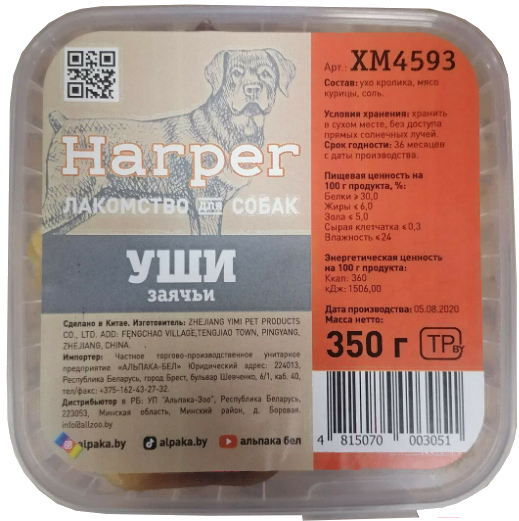 Harper
ЛАКОМСТВО ДЛЯ СОБАК
УШИ
заячьи
Сделано в Китае. Изготовитель: ZHEJIANG YIMI PET PRODUCTS
CO., LTD. ADD: FENGCHAO VILLAGE,TENGJIAO TOWN, PINGYANG,
ZHEJIANG, CHINA.
Импортер: Частное торгово-производственное унитарное
предприятие «АЛЬПАКА-БЕЛ» Юридический адрес: 224013,
Республика Беларусь, город Брест, бульвар Шевченко, 6/1, каб. 40,
тел/факс: +375-162-43-27-32.
Дистрибьютор в РБ: УП "Альпака-Зоо", Республика Беларусь,
223053, Минская область, Минский район, д. Боровая.
info@allzoo.by
alpaka.by alpaka.by альпака бел
Арт.: XM4593
Состав: ухо кролика, мясо
курицы, соль.
Условия хранения: хранить
в сухом месте, без доступа
прямых солнечных лучей.
Срок годности: 36 месяцев
с даты производства.
Пищевая ценность на
100 г продукта, %:
Белки ≥ 30,0
Жиры ≤ 6,0
Зола ≤ 5,0
Сырая клетчатка ≤ 0,3
Влажность ≤24
Энергетическая ценность
на 100 г продукта:
Ккал: 360
кДж: 1506,00
Дата производства: 05.08.2020
Масса нетто:
350 г TPBY
4 815070 003051